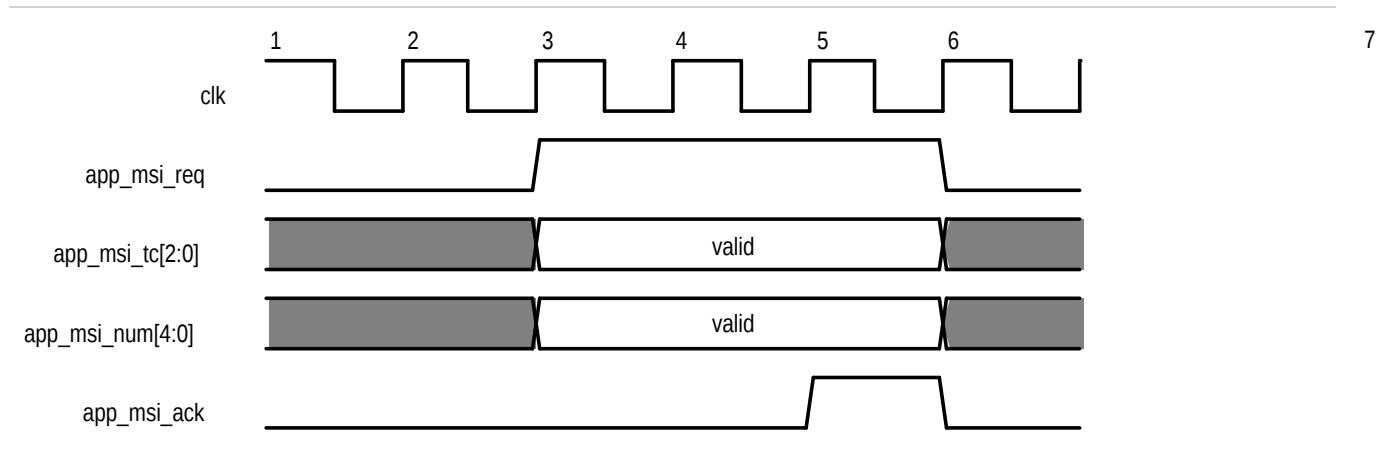 1 2 3 4 5 6 7
clk
app_msi_req
app_msi_tc[2:0] valid
app_msi_num[4:0] valid
app_msi_ack